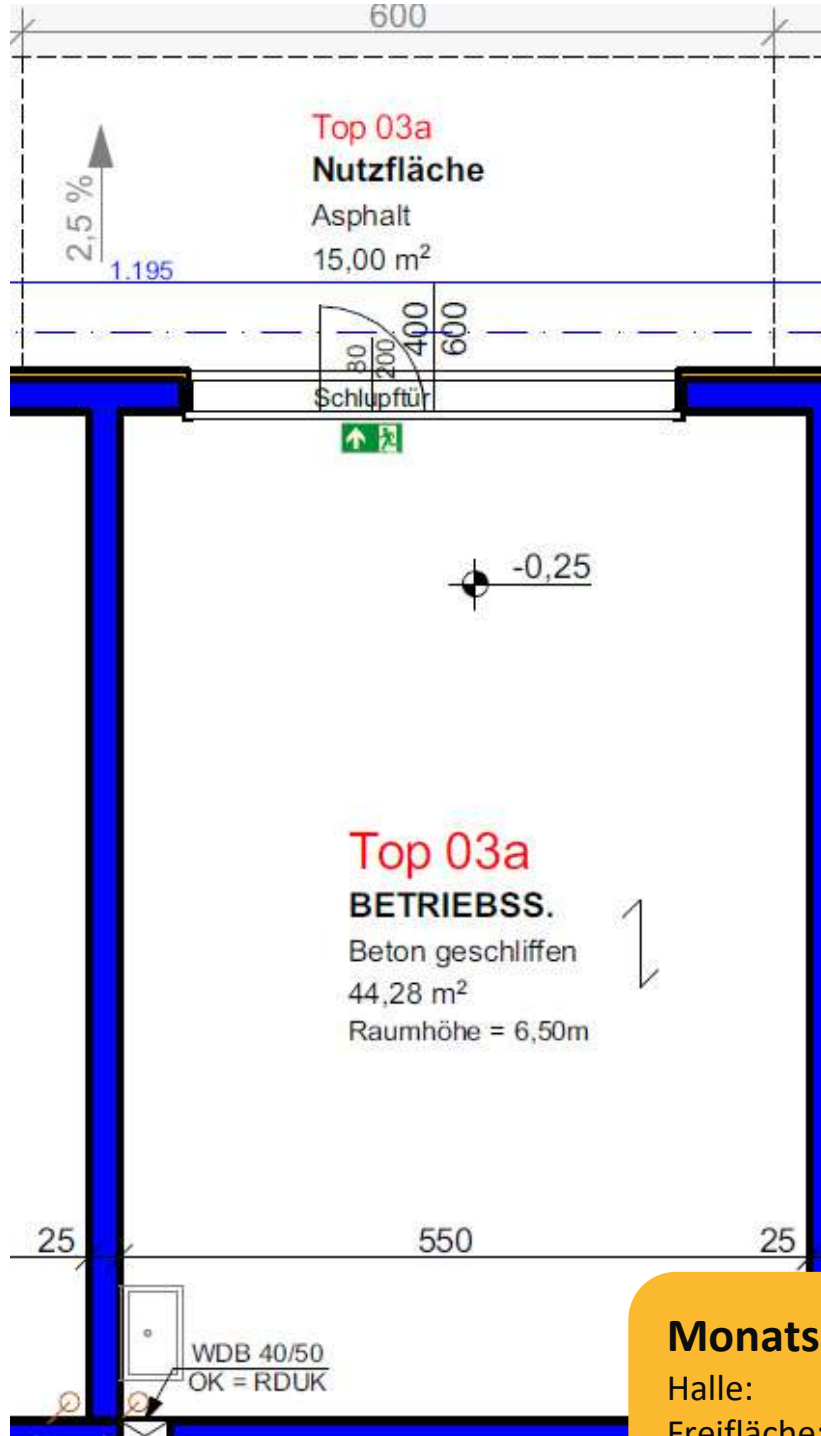 600
Top 03a
Nutzfläche
Asphalt
15,00 m²
2,5 %
1.195
400
600
80
200
Schlupftür
-0,25
Top 03a
BETRIEBSS.
Beton geschliffen
44,28 m²
Raumhöhe = 6,50m
25
550
25
WDB 40/50
OK = RDUK
Monats
Halle:
Freifläche: